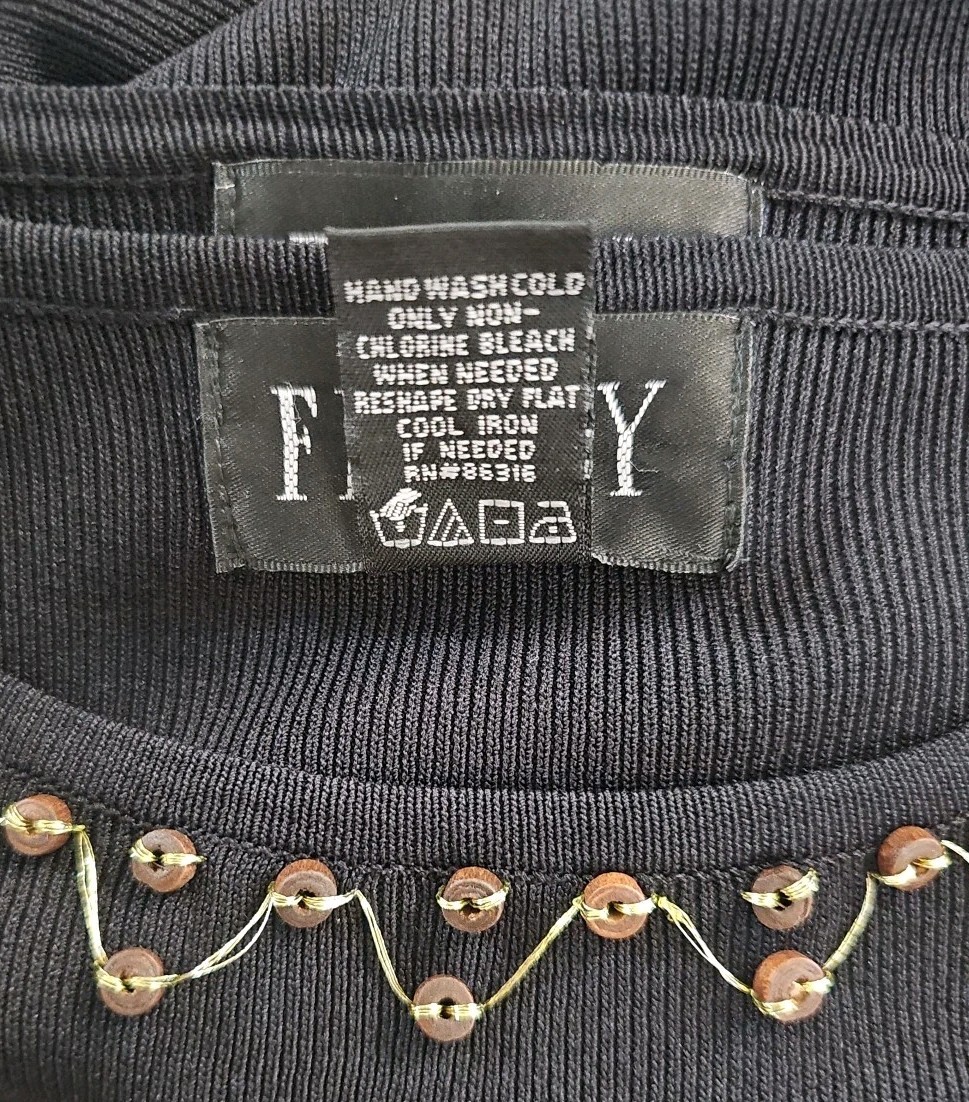 HAND WASH COLD
ONLY NON-
CHLORINE BLEACH
WHEN NEEDED
RESHAPE DRY FLAT
COOL IRON
IF NEEDED
RN#86316
F Y